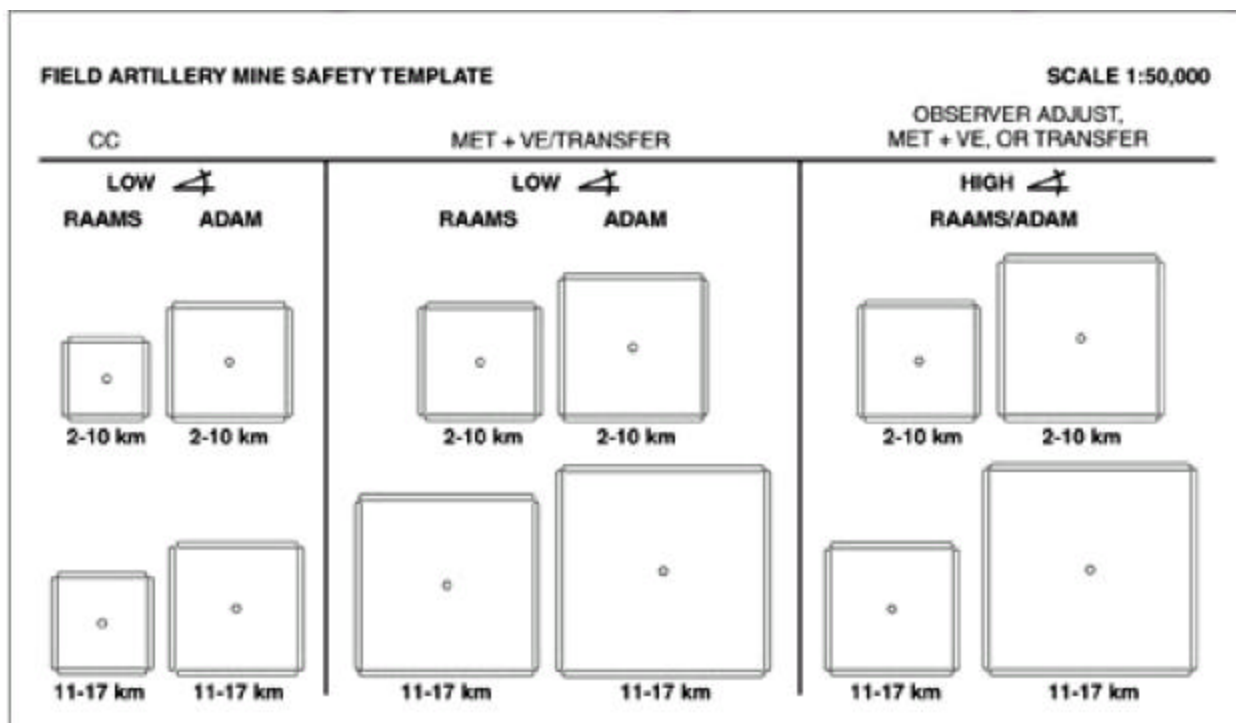 FIELD ARTILLERY MINE SAFETY TEMPLATE
SCALE 1:50,000
CC
MET + VE/TRANSFER
OBSERVER ADJUST,
MET + VE, OR TRANSFER
LOW
RAAMS ADAM
2-10 km 2-10 km
11-17 km 11-17 km
LOW
RAAMS ADAM
2-10 km 2-10 km
11-17 km 11-17 km
HIGH
RAAMS/ADAM
2-10 km 2-10 km
11-17 km 11-17 km